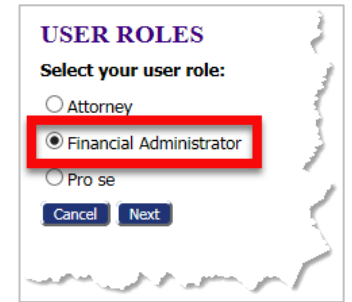 USER ROLES
Select your user role:
Attorney
Financial Administrator
Pro se
Cancel Next